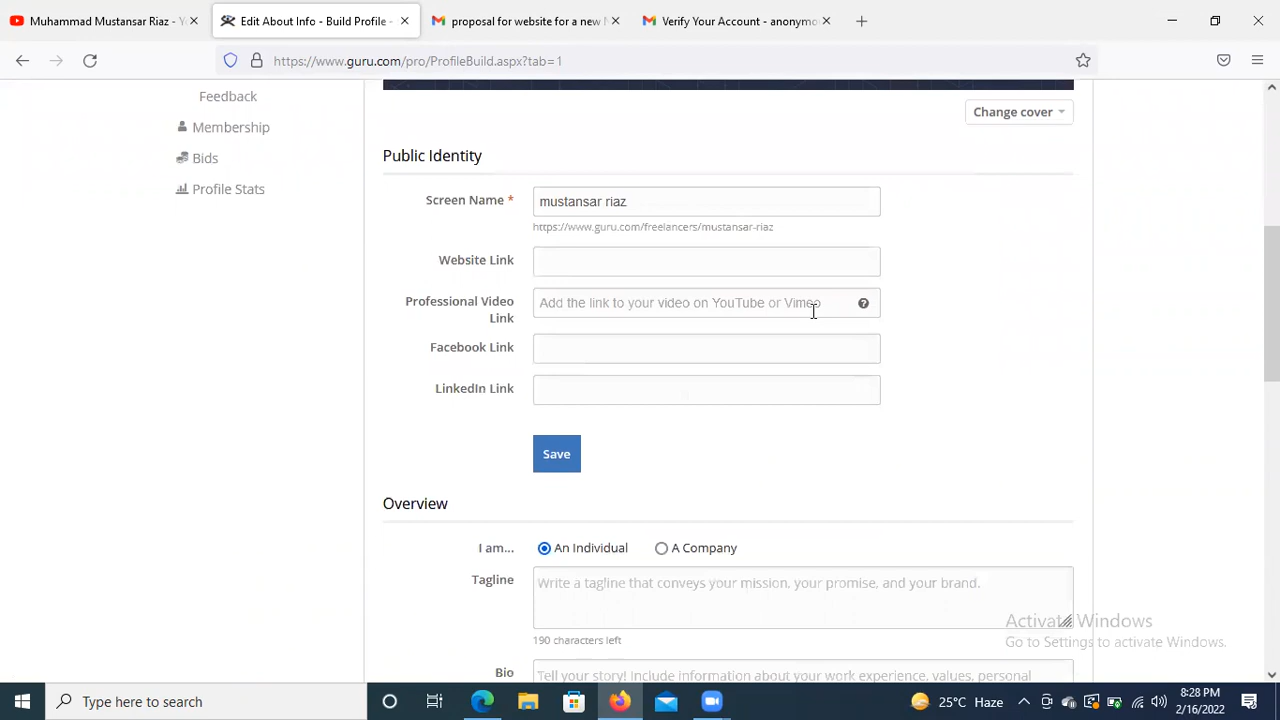 Muhammad Mustansar Riaz - Yo
Edit About Info - Build Profile -
proposal for website for a new N
Verify Your Account - anonymo
https://www.guru.com/pro/ProfileBuild.aspx?tab=1
Feedback
Membership
Bids
Profile Stats
Change cover
Public Identity
Screen Name *
mustansar riaz
https://www.guru.com/freelancers/mustansar-riaz
Website Link
Professional Video
Link
Add the link to your video on YouTube or Vimeo
Facebook Link
LinkedIn Link
Save
Overview
I am...
An Individual
A Company
Tagline
Write a tagline that conveys your mission, your promise, and your brand.
190 characters left
Bio
Tell your story! Include information about your work experience, values, personal
Activate Windows
Go to Settings to activate Windows.
Type here to search
25°C Haze
8:28 PM
2/16/2022